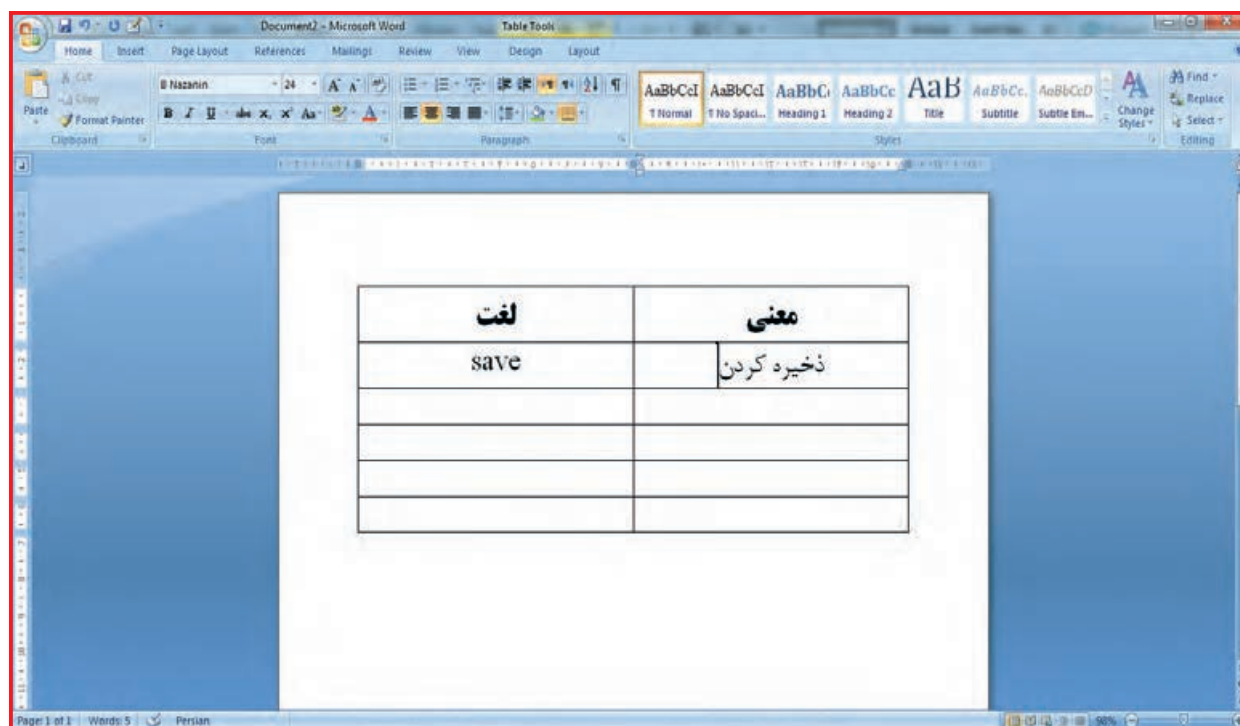 Document2 - Microsoft Word Table Tools
Home Insert Page Layout References Mailings Review View Design Layout
Paste Cut Copy Format Painter Clipboard
B Nazanin 24 Font
Paragraph
AaBbCcI AaBbCcI AaBbC AaBbCc AaB AaBbCc. AaBbCcD
¶ Normal ¶ No Spaci... Heading 1 Heading 2 Title Subtitle Subtle Em...
Change Styles Styles
Find Replace Select Editing
لغت معنی
save ذخیره کردن
Page: 1 of 1 Words: 5 Persian 98%